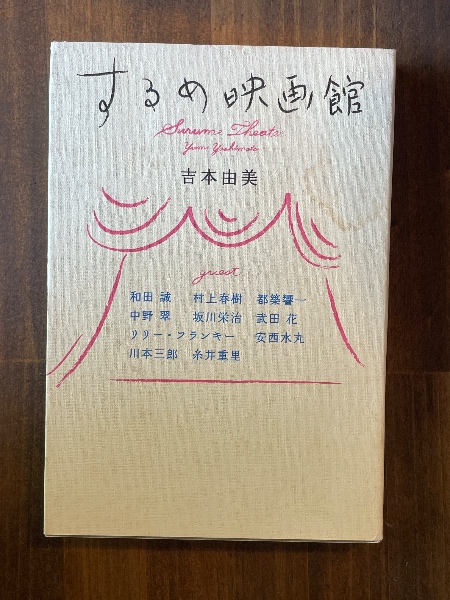 するめ映画館
Surume Theater
Yumi Yoshimoto
吉本由美
guest
和田 誠 村上春樹 都築響一
中野 翠 坂川栄治 武田 花
リリー・フランキー 安西水丸
川本三郎 糸井重里